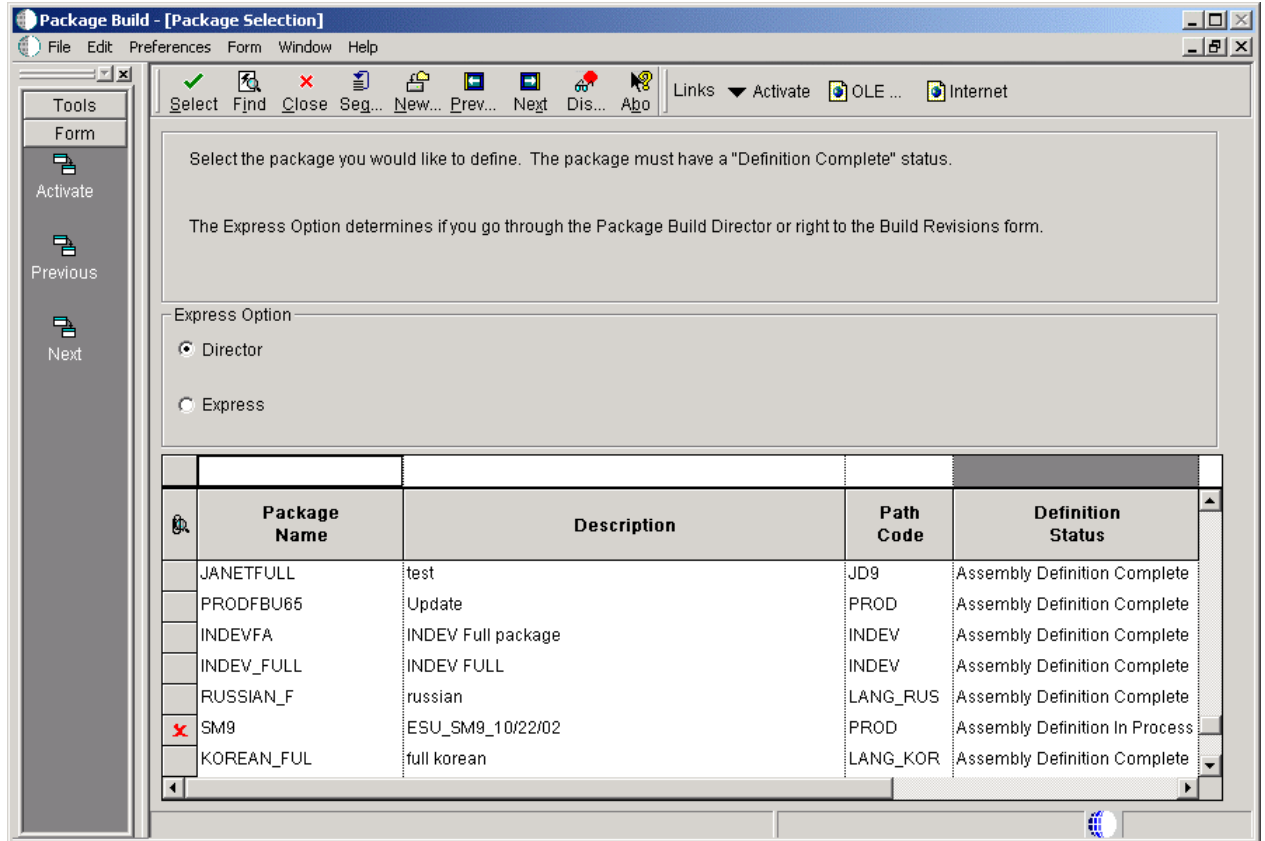 Package Build - [Package Selection]
File Edit Preferences Form Window Help
Tools
Form
Activate
Previous
Next
Select Find Close Seq... New... Prev... Next Dis... Abo Links Activate OLE ... Internet
Select the package you would like to define. The package must have a "Definition Complete" status.
The Express Option determines if you go through the Package Build Director or right to the Build Revisions form.
Express Option
Director
Express
Package Name Description Path Code Definition Status
JANETFULL test JD9 Assembly Definition Complete
PRODFBU65 Update PROD Assembly Definition Complete
INDEVFA INDEV Full package INDEV Assembly Definition Complete
INDEV_FULL INDEV FULL INDEV Assembly Definition Complete
RUSSIAN_F russian LANG_RUS Assembly Definition Complete
SM9 ESU_SM9_10/22/02 PROD Assembly Definition In Process
KOREAN_FUL full korean LANG_KOR Assembly Definition Complete